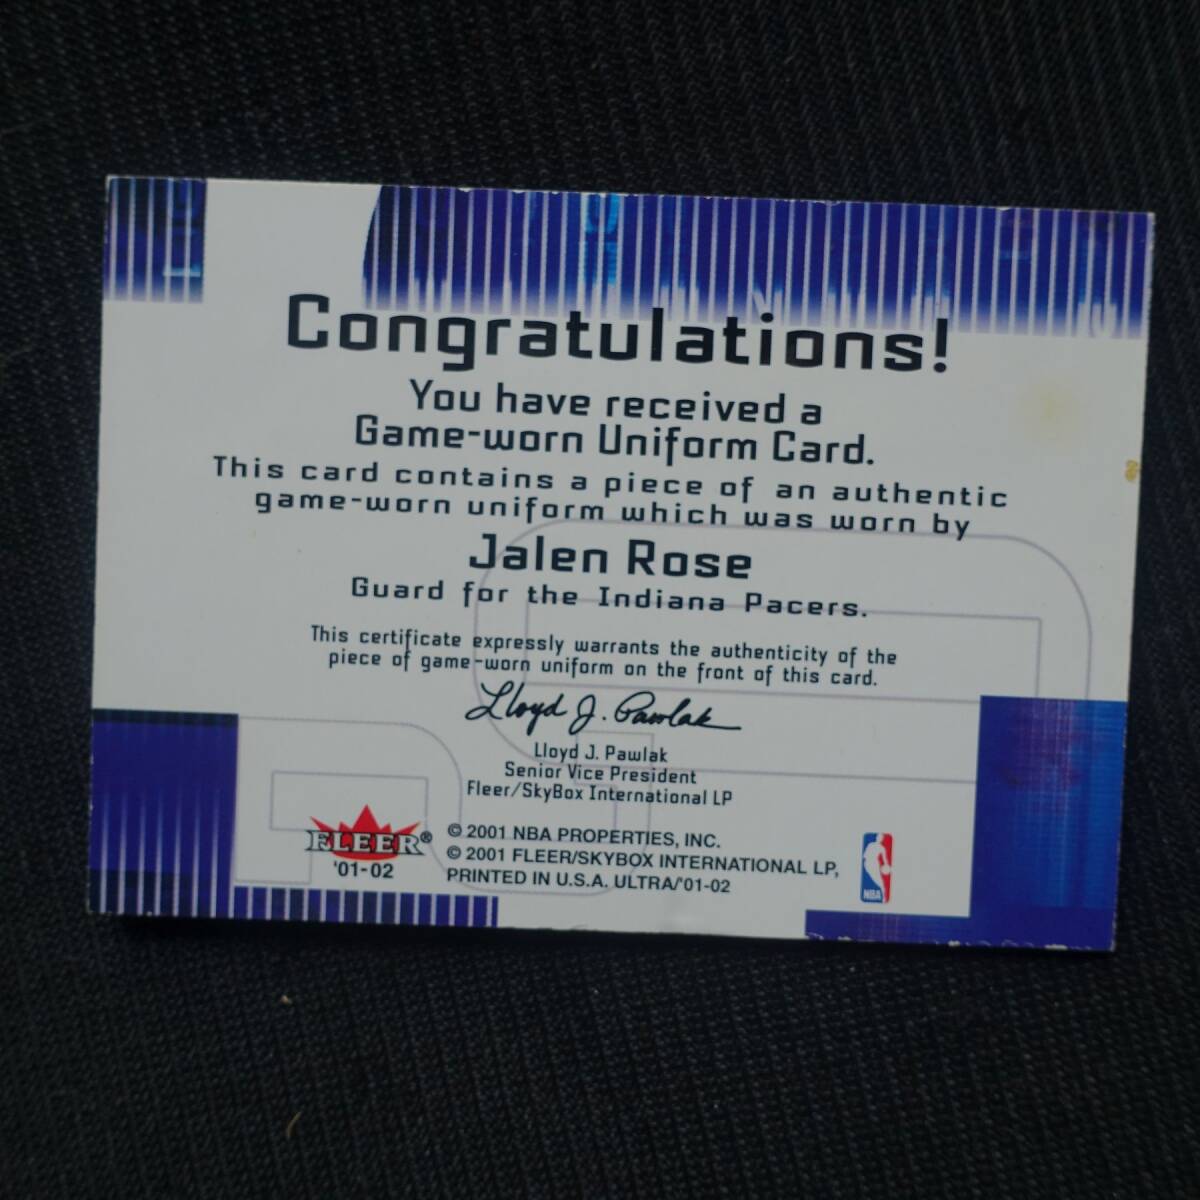 Congratulations!
You have received a
Game-worn Uniform Card.
This card contains a piece of an authentic
game-worn uniform which was worn by
Jalen Rose
Guard for the Indiana Pacers.
This certificate expressly warrants the authenticity of the
piece of game-worn uniform on the front of this card.
Lloyd J. Pawlak
Lloyd J. Pawlak
Senior Vice President
Fleer/SkyBox International LP
FLEER®
'01-02
© 2001 NBA PROPERTIES, INC.
© 2001 FLEER/SKYBOX INTERNATIONAL LP,
PRINTED IN U.S.A. ULTRA/'01-02
NBA